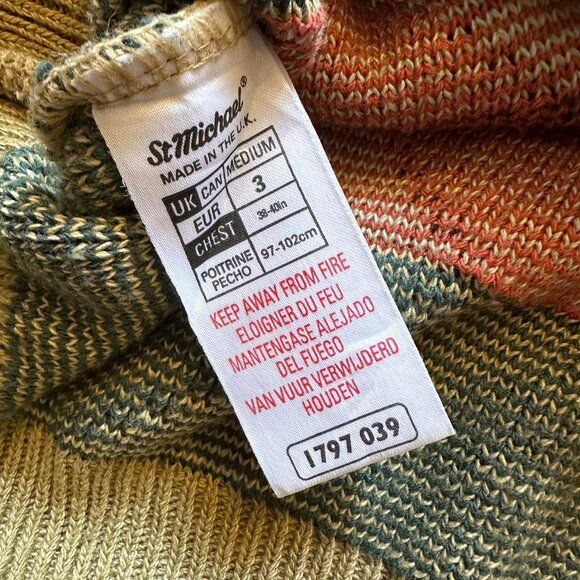 St Michael®
MADE IN THE U.K.
UK CAN/MEDIUM
EUR 3
CHEST 38-40in
POITRINE
PECHO 97-102cm
KEEP AWAY FROM FIRE
ELOIGNER DU FEU
MANTENGASE ALEJADO
DEL FUEGO
VAN VUUR VERWIJDERD
HOUDEN
1797 039